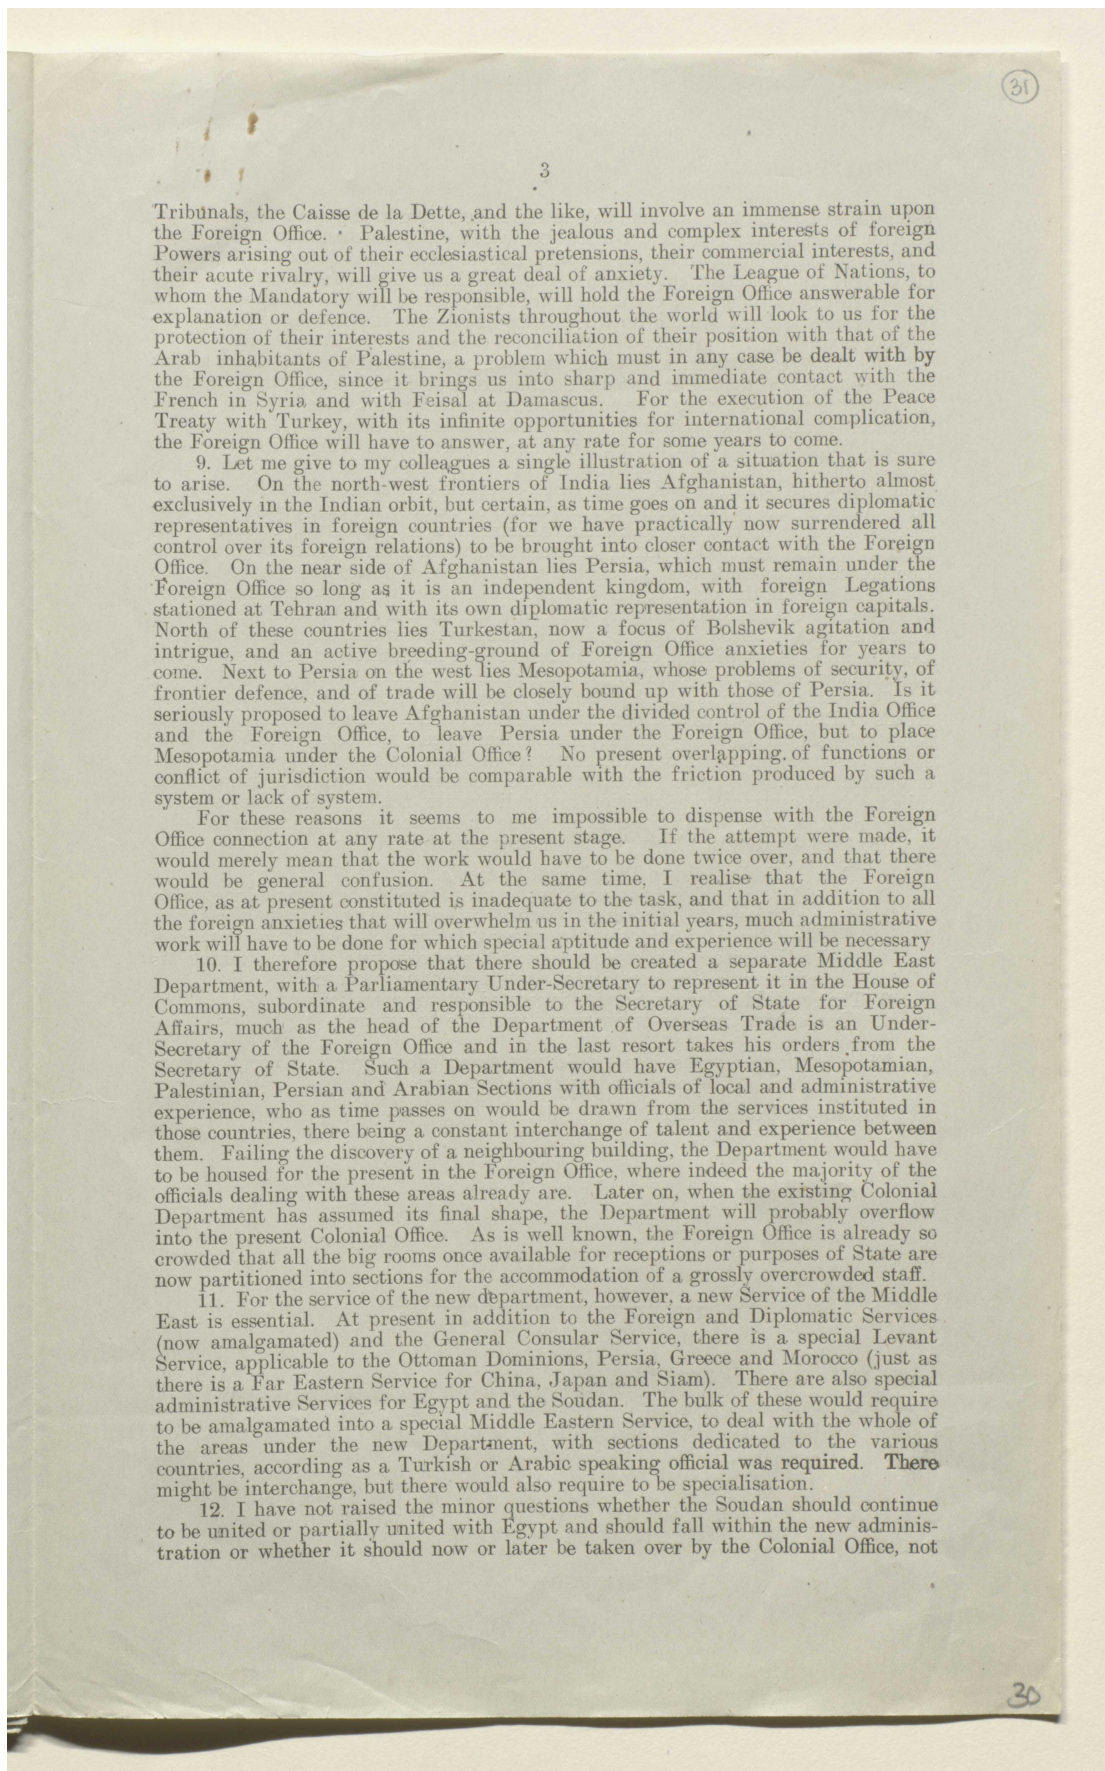 31
3
Tribunals, the Caisse de la Dette, and the like, will involve an immense strain upon
the Foreign Office. Palestine, with the jealous and complex interests of foreign
Powers arising out of their ecclesiastical pretensions, their commercial interests, and
their acute rivalry, will give us a great deal of anxiety. The League of Nations, to
whom the Mandatory will be responsible, will hold the Foreign Office answerable for
explanation or defence. The Zionists throughout the world will look to us for the
protection of their interests and the reconciliation of their position with that of the
Arab inhabitants of Palestine, a problem which must in any case be dealt with by
the Foreign Office, since it brings us into sharp and immediate contact with the
French in Syria and with Feisal at Damascus. For the execution of the Peace
Treaty with Turkey, with its infinite opportunities for international complication,
the Foreign Office will have to answer, at any rate for some years to come.
9. Let me give to my colleagues a single illustration of a situation that is sure
to arise. On the north-west frontiers of India lies Afghanistan, hitherto almost
exclusively in the Indian orbit, but certain, as time goes on and it secures diplomatic
representatives in foreign countries (for we have practically now surrendered all
control over its foreign relations) to be brought into closer contact with the Foreign
Office. On the near side of Afghanistan lies Persia, which must remain under the
Foreign Office so long as it is an independent kingdom, with foreign Legations
stationed at Tehran and with its own diplomatic representation in foreign capitals.
North of these countries lies Turkestan, now a focus of Bolshevik agitation and
intrigue, and an active breeding-ground of Foreign Office anxieties for years to
come. Next to Persia on the west lies Mesopotamia, whose problems of security, of
frontier defence, and of trade will be closely bound up with those of Persia. Is it
seriously proposed to leave Afghanistan under the divided control of the India Office
and the Foreign Office, to leave Persia under the Foreign Office, but to place
Mesopotamia under the Colonial Office? No present overlapping of functions or
conflict of jurisdiction would be comparable with the friction produced by such a
system or lack of system.
For these reasons it seems to me impossible to dispense with the Foreign
Office connection at any rate at the present stage. If the attempt were made, it
would merely mean that the work would have to be done twice over, and that there
would be general confusion. At the same time, I realise that the Foreign
Office, as at present constituted is inadequate to the task, and that in addition to all
the foreign anxieties that will overwhelm us in the initial years, much administrative
work will have to be done for which special aptitude and experience will be necessary
10. I therefore propose that there should be created a separate Middle East
Department, with a Parliamentary Under-Secretary to represent it in the House of
Commons, subordinate and responsible to the Secretary of State for Foreign
Affairs, much as the head of the Department of Overseas Trade is an Under-
Secretary of the Foreign Office and in the last resort takes his orders from the
Secretary of State. Such a Department would have Egyptian, Mesopotamian,
Palestinian, Persian and Arabian Sections with officials of local and administrative
experience, who as time passes on would be drawn from the services instituted in
those countries, there being a constant interchange of talent and experience between
them. Failing the discovery of a neighbouring building, the Department would have
to be housed for the present in the Foreign Office, where indeed the majority of the
officials dealing with these areas already are. Later on, when the existing Colonial
Department has assumed its final shape, the Department will probably overflow
into the present Colonial Office. As is well known, the Foreign Office is already so
crowded that all the big rooms once available for receptions or purposes of State are
now partitioned into sections for the accommodation of a grossly overcrowded staff.
11. For the service of the new department, however, a new Service of the Middle
East is essential. At present in addition to the Foreign and Diplomatic Services
(now amalgamated) and the General Consular Service, there is a special Levant
Service, applicable to the Ottoman Dominions, Persia, Greece and Morocco (just as
there is a Far Eastern Service for China, Japan and Siam). There are also special
administrative Services for Egypt and the Soudan. The bulk of these would require
to be amalgamated into a special Middle Eastern Service, to deal with the whole of
the areas under the new Department, with sections dedicated to the various
countries, according as a Turkish or Arabic speaking official was required. There
might be interchange, but there would also require to be specialisation.
12. I have not raised the minor questions whether the Soudan should continue
to be united or partially united with Egypt and should fall within the new adminis-
tration or whether it should now or later be taken over by the Colonial Office, not
30